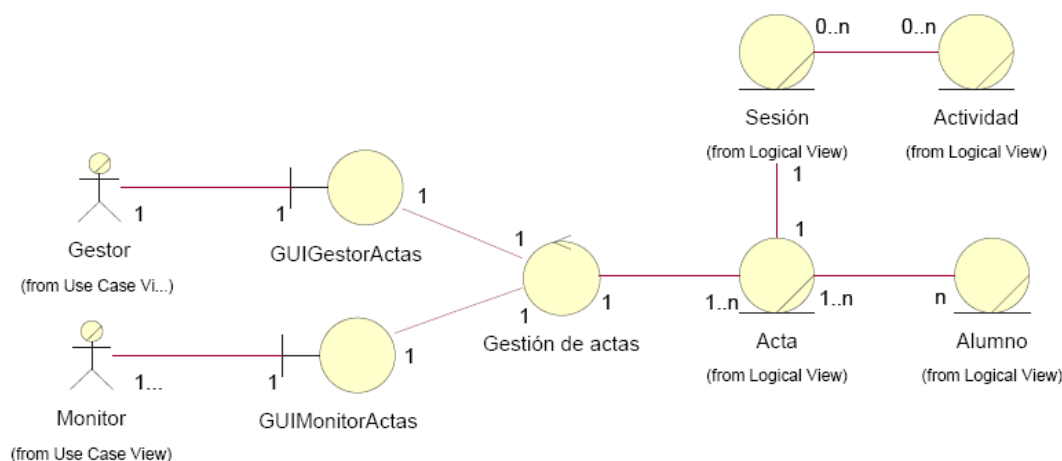 0..n
0..n
Sesión
(from Logical View)
Actividad
(from Logical View)
1
1
1
1
1
Gestor
(from Use Case Vi...)
GUIGestorActas
1
1
1
Gestión de actas
1..n
1..n
n
Acta
(from Logical View)
Alumno
(from Logical View)
1...
1
1
Monitor
(from Use Case View)
GUIMonitorActas
1